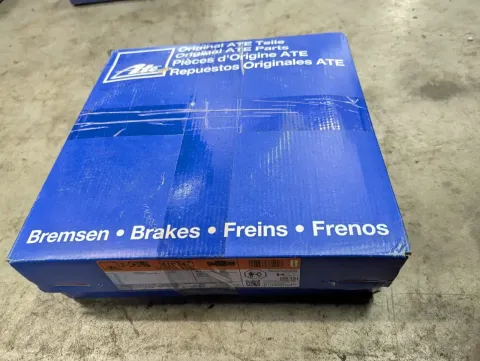 Ate
Original ATE Teile
Original ATE Parts
Pièces d'Origine ATE
Repuestos Originales ATE
Bremsen • Brakes • Freins • Frenos